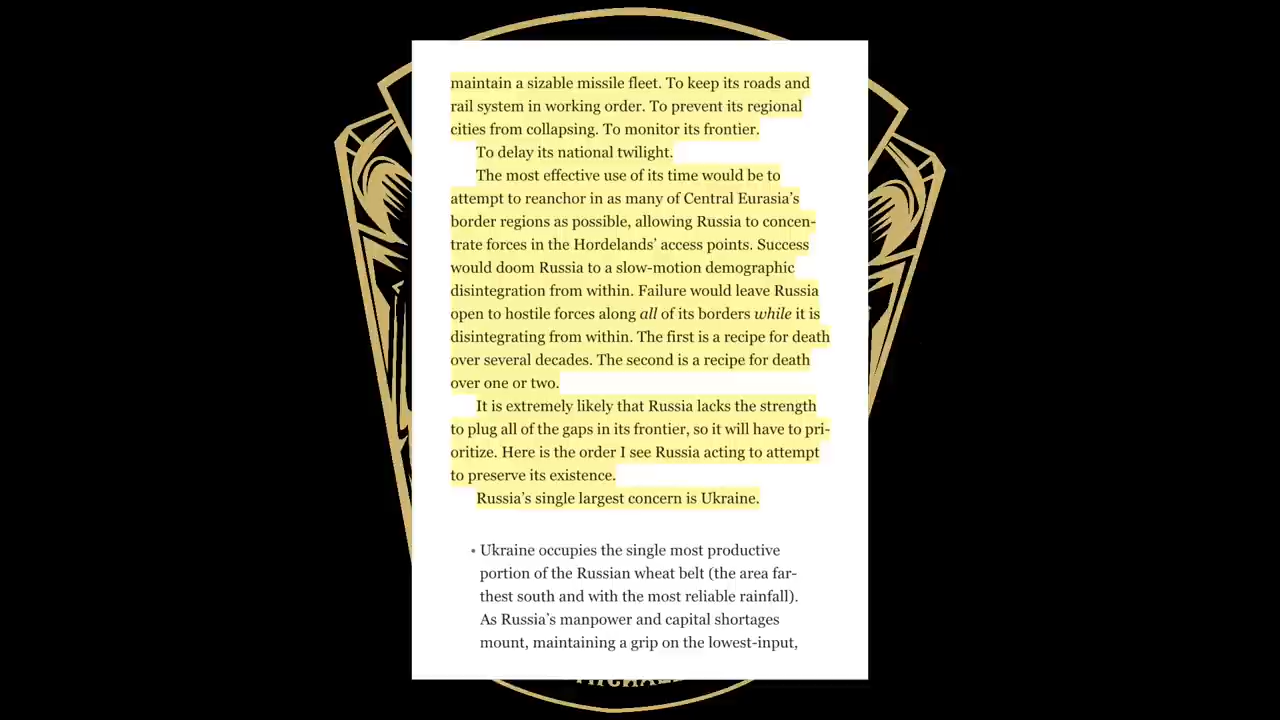 maintain a sizable missile fleet. To keep its roads and
rail system in working order. To prevent its regional
cities from collapsing. To monitor its frontier.
To delay its national twilight.
The most effective use of its time would be to
attempt to reanchor in as many of Central Eurasia’s
border regions as possible, allowing Russia to concen-
trate forces in the Hordelands’ access points. Success
would doom Russia to a slow-motion demographic
disintegration from within. Failure would leave Russia
open to hostile forces along all of its borders while it is
disintegrating from within. The first is a recipe for death
over several decades. The second is a recipe for death
over one or two.
It is extremely likely that Russia lacks the strength
to plug all of the gaps in its frontier, so it will have to pri-
oritize. Here is the order I see Russia acting to attempt
to preserve its existence.
Russia’s single largest concern is Ukraine.
• Ukraine occupies the single most productive
portion of the Russian wheat belt (the area far-
thest south and with the most reliable rainfall).
As Russia’s manpower and capital shortages
mount, maintaining a grip on the lowest-input,